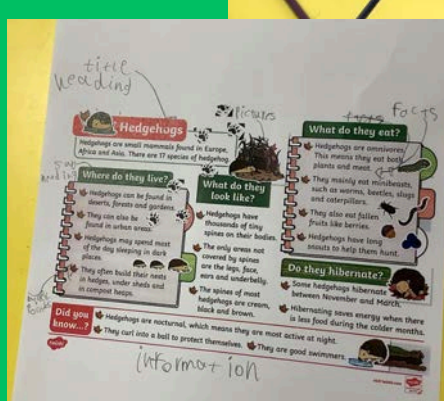 title
heading
Pictures
facts
Hedgehogs
Hedgehogs are small mammals found in Europe,
Africa and Asia. There are 17 species of hedgehog.
Where do they live?
Hedgehogs can be found in
deserts, forests and gardens.
They can also be
found in urban areas.
Hedgehogs may spend most
of the day sleeping in dark
places.
They often build their nests
in hedges, under sheds and
in compost heaps.
What do they
look like?
Hedgehogs have
thousands of tiny
spines on their bodies.
The only areas not
covered by spines
are the legs, face,
ears and underbelly.
The spines of most
hedgehogs are cream,
black and brown.
What do they eat?
Hedgehogs are omnivores.
This means they eat both
plants and meat.
They mainly eat minibeasts,
such as worms, beetles, slugs
and caterpillars.
They also eat fallen
fruits like berries.
Hedgehogs have long
snouts to help them hunt.
Do they hibernate?
Some hedgehogs hibernate
between November and March.
Hibernating saves energy when there
is less food during the colder months.
Did you
know...?
Hedgehogs are nocturnal, which means they are most active at night.
They curl into a ball to protect themselves. They are good swimmers.
information